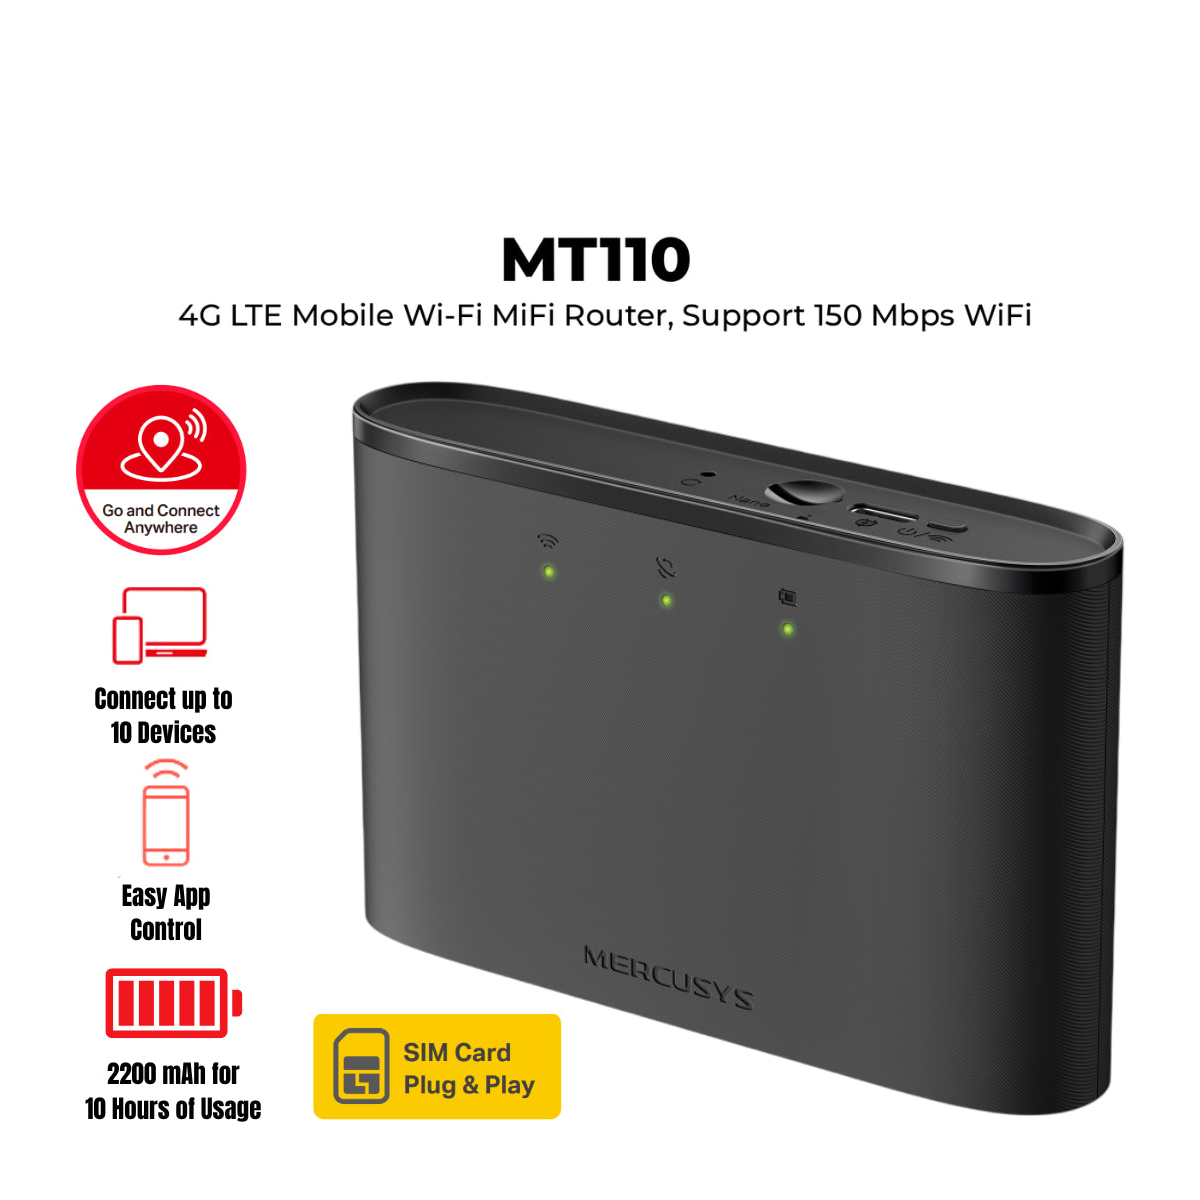 MT110
4G LTE Mobile Wi-Fi MiFi Router, Support 150 Mbps WiFi
Go and Connect
Anywhere
Connect up to
10 Devices
Easy App
Control
2200 mAh for
10 Hours of Usage
SIM Card
Plug & Play
Nano
MERCUSYS